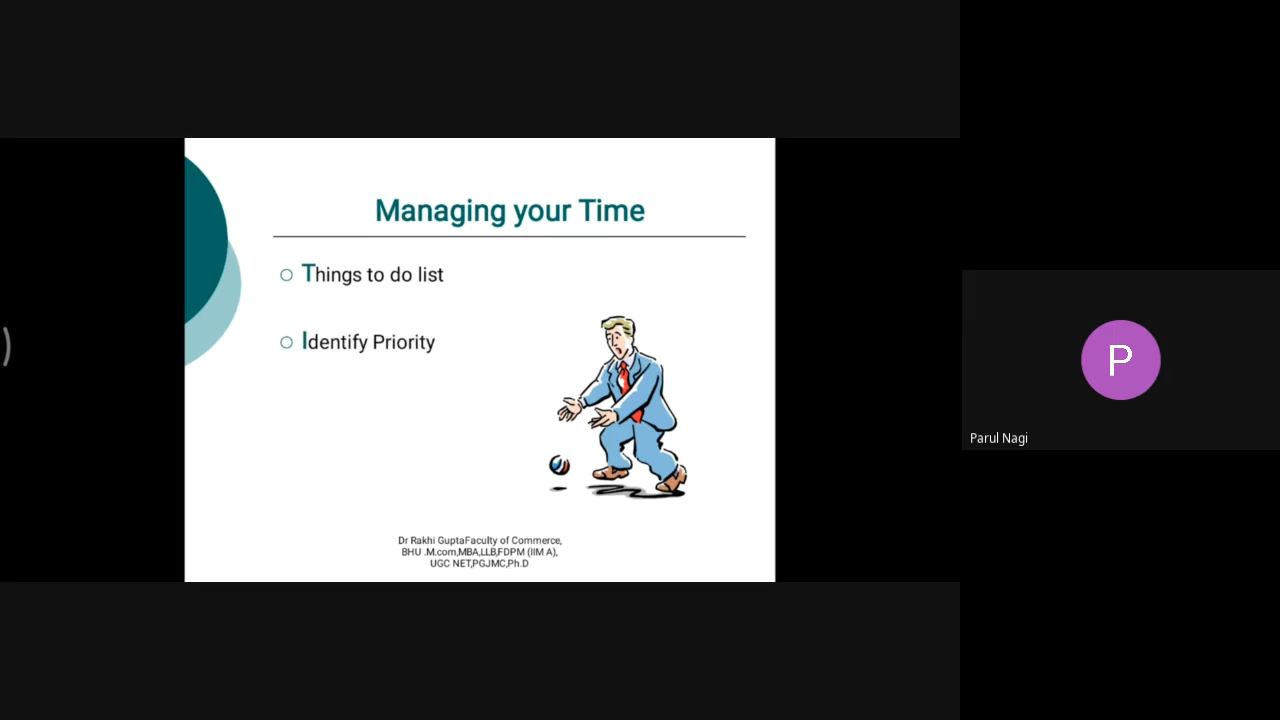 Managing your Time
Things to do list
Identify Priority
Dr Rakhi GuptaFaculty of Commerce,
BHU .M.com,MBA,LLB,FDPM (IIM A),
UGC NET,PGJMC,Ph.D
P
Parul Nagi